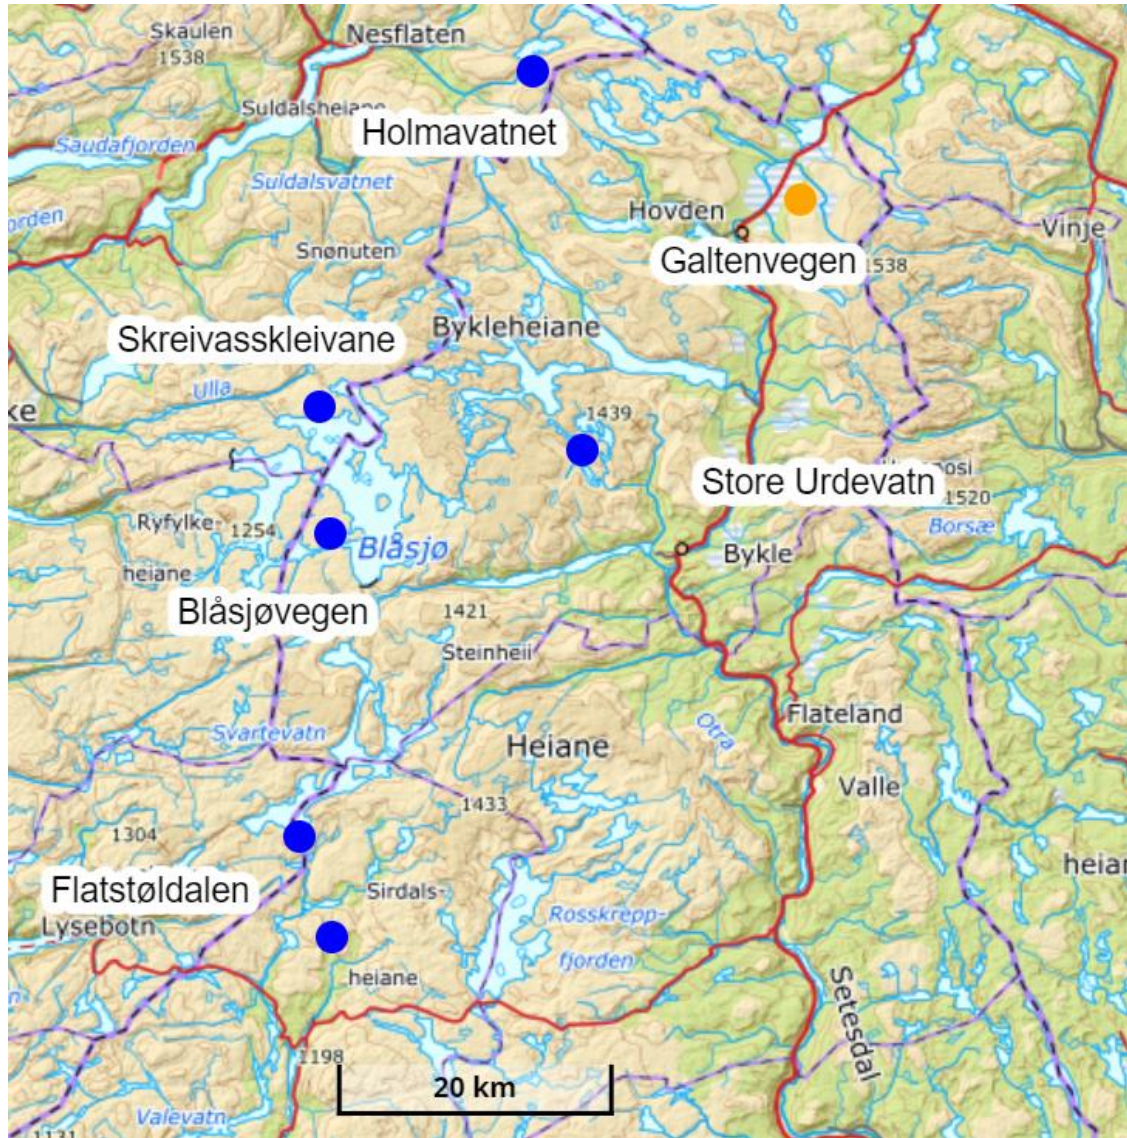 Skaulen
1538
Nesflaten
Suldalsheiane
Holmavatnet
Saudafjorden
Suldalsvatnet
orden
Hovden
Vinje
Snønuten
Galtenvegen
1538
Skreivasskleivane
Bykleheiane
Ulla
ke
1439
Store Urdevatn
1520
Ryfylke-
1254
Borsæ
heiane
Blåsjø
Bykle
Blåsjøvegen
1421
Steinheii
Svartevatn
Otra
Flateland
Heiane
Valle
1433
1304
heiar
Flatstøldalen
Sirdals-
Lysebotn
Rosskrepp-
fjorden
heiane
Setesdal
1198
20 km
Valevatn
1131